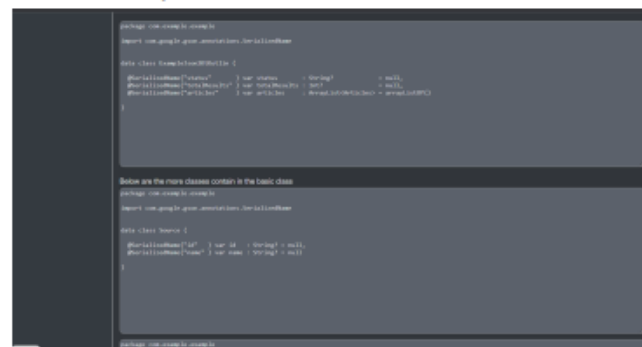 package com.example.example
import com.google.gson.annotations.SerializedName
data class ExampleJson2KtKotlin (
@SerializedName("status" ) var status : String? = null,
@SerializedName("totalResults" ) var totalResults : Int? = null,
@SerializedName("articles" ) var articles : ArrayList<Articles> = arrayListOf()
)
Below are the more classes contain in the basic class
package com.example.example
import com.google.gson.annotations.SerializedName
data class Source (
@SerializedName("id" ) var id : String? = null,
@SerializedName("name" ) var name : String? = null
)
package com.example.example